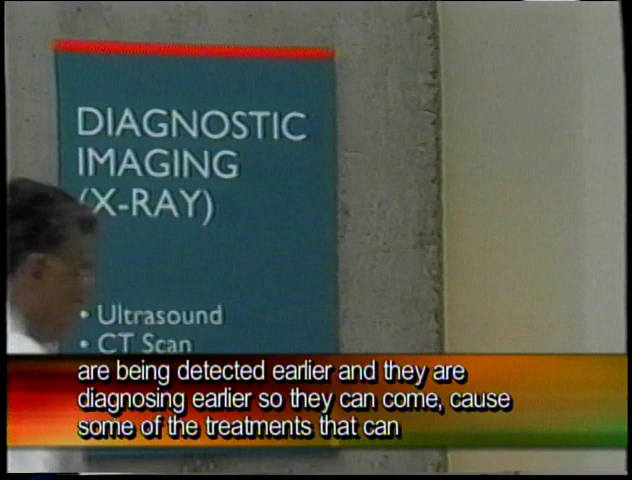 DIAGNOSTIC
IMAGING
(X-RAY)
• Ultrasound
• CT Scan
are being detected earlier and they are
diagnosing earlier so they can come, cause
some of the treatments that can